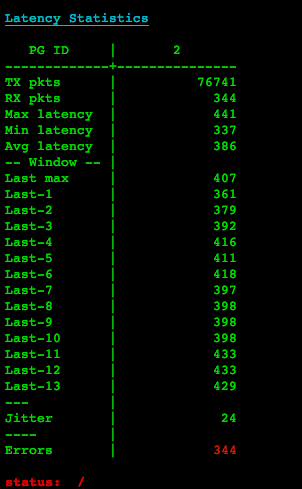 Latency Statistics
PG ID | 2
-------------+---------------
TX pkts | 76741
RX pkts | 344
Max latency | 441
Min latency | 337
Avg latency | 386
-- Window -- |
Last max | 407
Last-1 | 361
Last-2 | 379
Last-3 | 392
Last-4 | 416
Last-5 | 411
Last-6 | 418
Last-7 | 397
Last-8 | 398
Last-9 | 398
Last-10 | 398
Last-11 | 433
Last-12 | 433
Last-13 | 429
--- |
Jitter | 24
---- |
Errors | 344
status: /